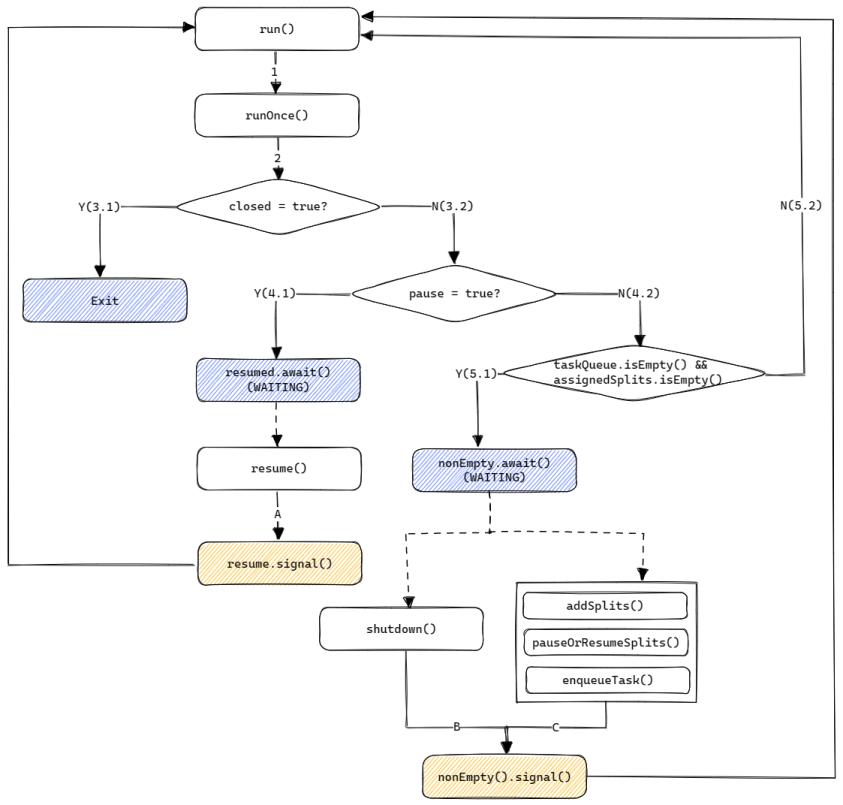 run()
1
runOnce()
2
Y(3.1)
closed = true?
N(3.2)
N(5.2)
Exit
Y(4.1)
pause = true?
N(4.2)
resumed.await()
(WAITING)
Y(5.1)
taskQueue.isEmpty() &&
assignedSplits.isEmpty()
resume()
nonEmpty.await()
(WAITING)
A
resume.signal()
shutdown()
addSplits()
pauseOrResumeSplits()
enqueueTask()
B
C
nonEmpty().signal()